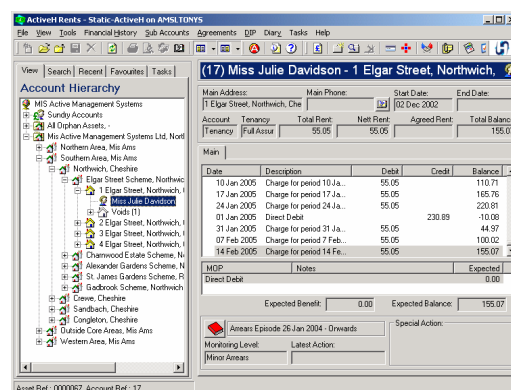 ActiveH Rents - Static-ActiveH on AMSLTONYS
File View Tools Financial History Sub Accounts Agreements DIP Diary Tasks Help
View Search Recent Favourites Tasks
Account Hierarchy
MIS Active Management Systems
Sundry Accounts
All Orphan Assets, -
Mis Active Management Systems Ltd, Nortl
Northern Area, Mis Ams
Southern Area, Mis Ams
Northwich, Cheshire
Elgar Street Scheme, Northwic
1 Elgar Street, Northwich,
Miss Julie Davidson
Voids (1)
2 Elgar Street, Northwich,
3 Elgar Street, Northwich,
4 Elgar Street, Northwich,
Charnwood Estate Scheme, N
Alexander Gardens Scheme, N
St. James Gardens Scheme, R
Gadbrook Scheme, Northwich
Crewe, Cheshire
Sandbach, Cheshire
Congleton, Cheshire
Outside Core Areas, Mis Ams
Western Area, Mis Ams
(17) Miss Julie Davidson - 1 Elgar Street, Northwich,
Main Address: Main Phone: Start Date: End Date:
1 Elgar Street, Northwich, Che 02 Dec 2002
Account Tenancy Total Rent: Nett Rent: Agreed Rent: Total Balanc
Tenancy Full Assur 55.05 55.05 155.0
Main
Date Description Debit Credit Balance
10 Jan 2005 Charge for period 10 Ja... 55.05 110.71
17 Jan 2005 Charge for period 17 Ja... 55.05 165.76
24 Jan 2005 Charge for period 24 Ja... 55.05 220.81
01 Jan 2005 Direct Debit 230.89 -10.08
31 Jan 2005 Charge for period 31 Ja... 55.05 44.97
07 Feb 2005 Charge for period 7 Feb... 55.05 100.02
14 Feb 2005 Charge for period 14 Fe... 55.05 155.07
MOP Notes Expected
Direct Debit 0.00
Expected Benefit: 0.00 Expected Balance: 155.07
Arrears Episode 26 Jan 2004 - Onwards
Special Action:
Monitoring Level: Latest Action:
Minor Arrears
Asset Ref : 0000067, Account Ref : 17